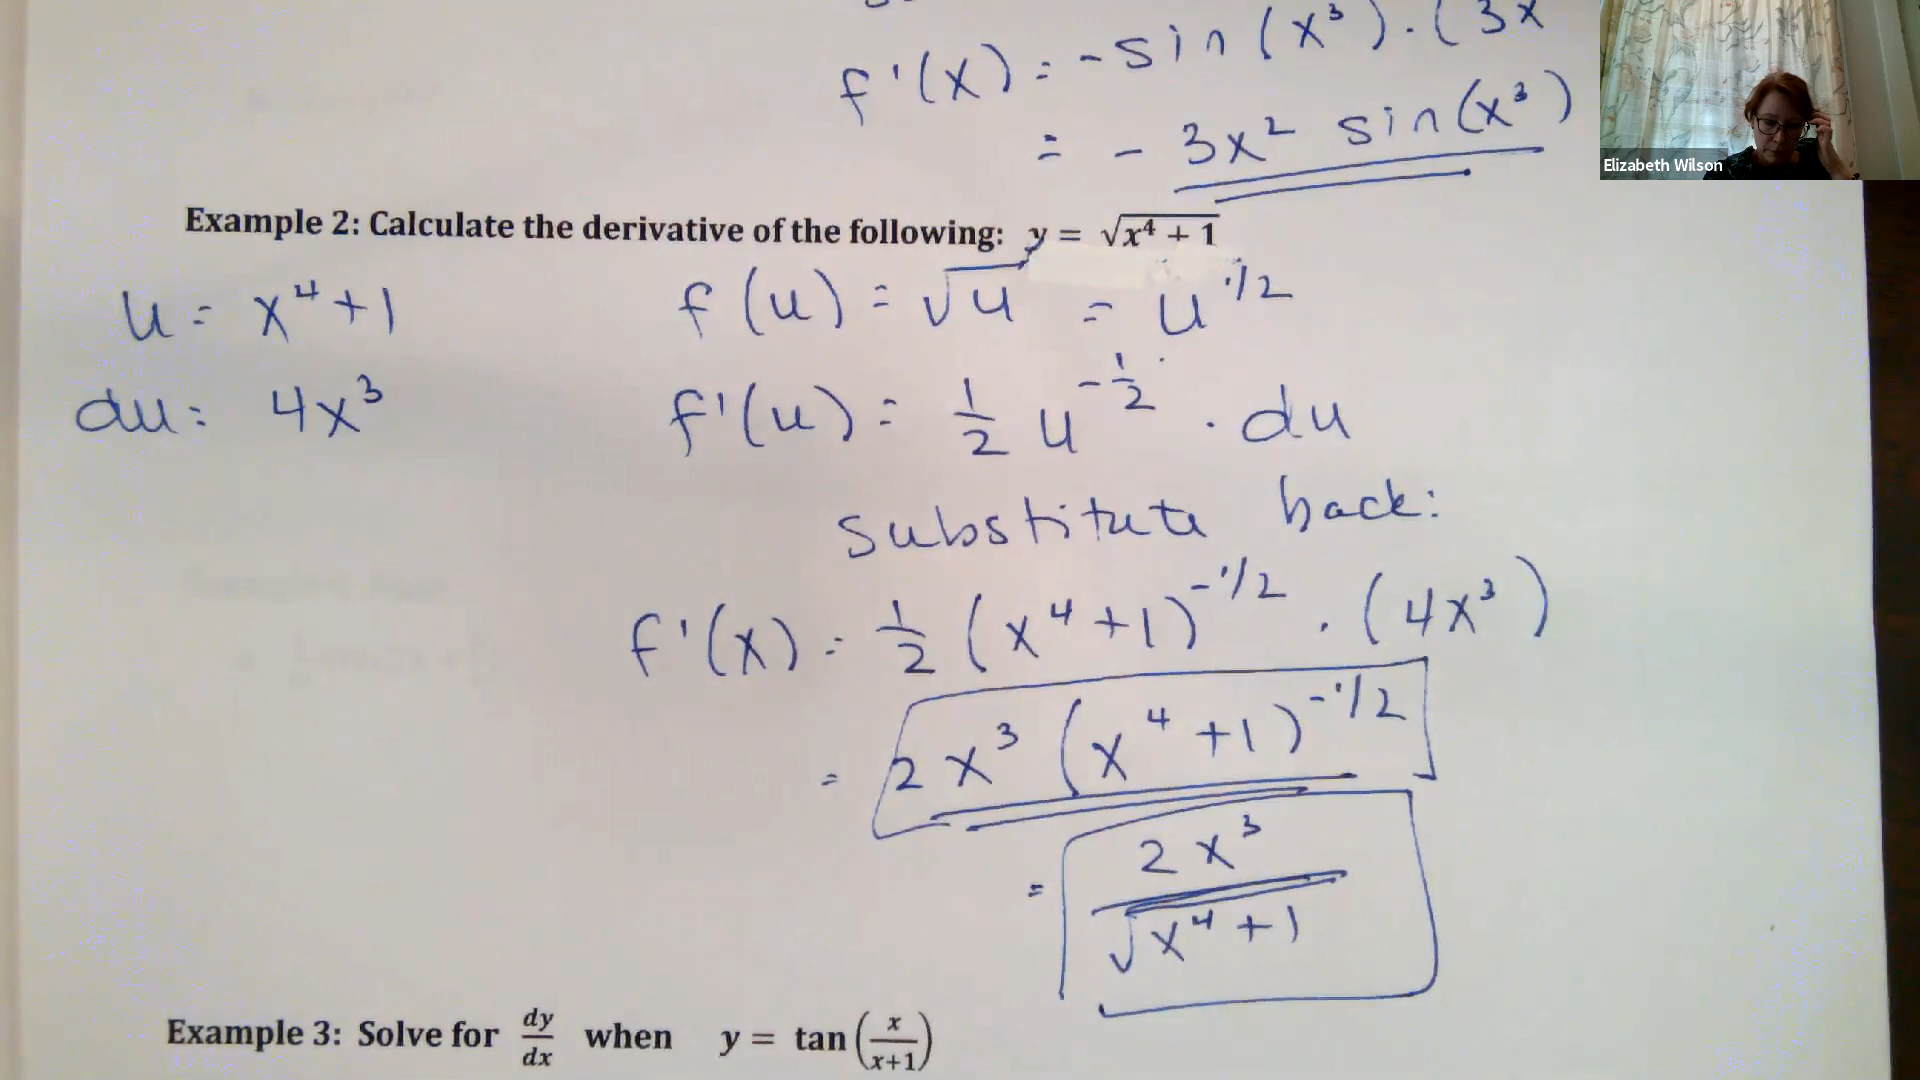 f'(x) = -sin(x³)·(3x
= - 3x² sin(x³)
Elizabeth Wilson
Example 2: Calculate the derivative of the following: y = √(x⁴ + 1)
u = x⁴+1
f(u) = √u = u^1/2
du = 4x³
f'(u) = 1/2 u^-1/2 · du
substitute back:
f'(x) = 1/2 (x⁴+1)^-1/2 · (4x³)
= 2x³ (x⁴+1)^-1/2
= 2x³/√(x⁴+1)
Example 3: Solve for dy/dx when y = tan(x/(x+1))